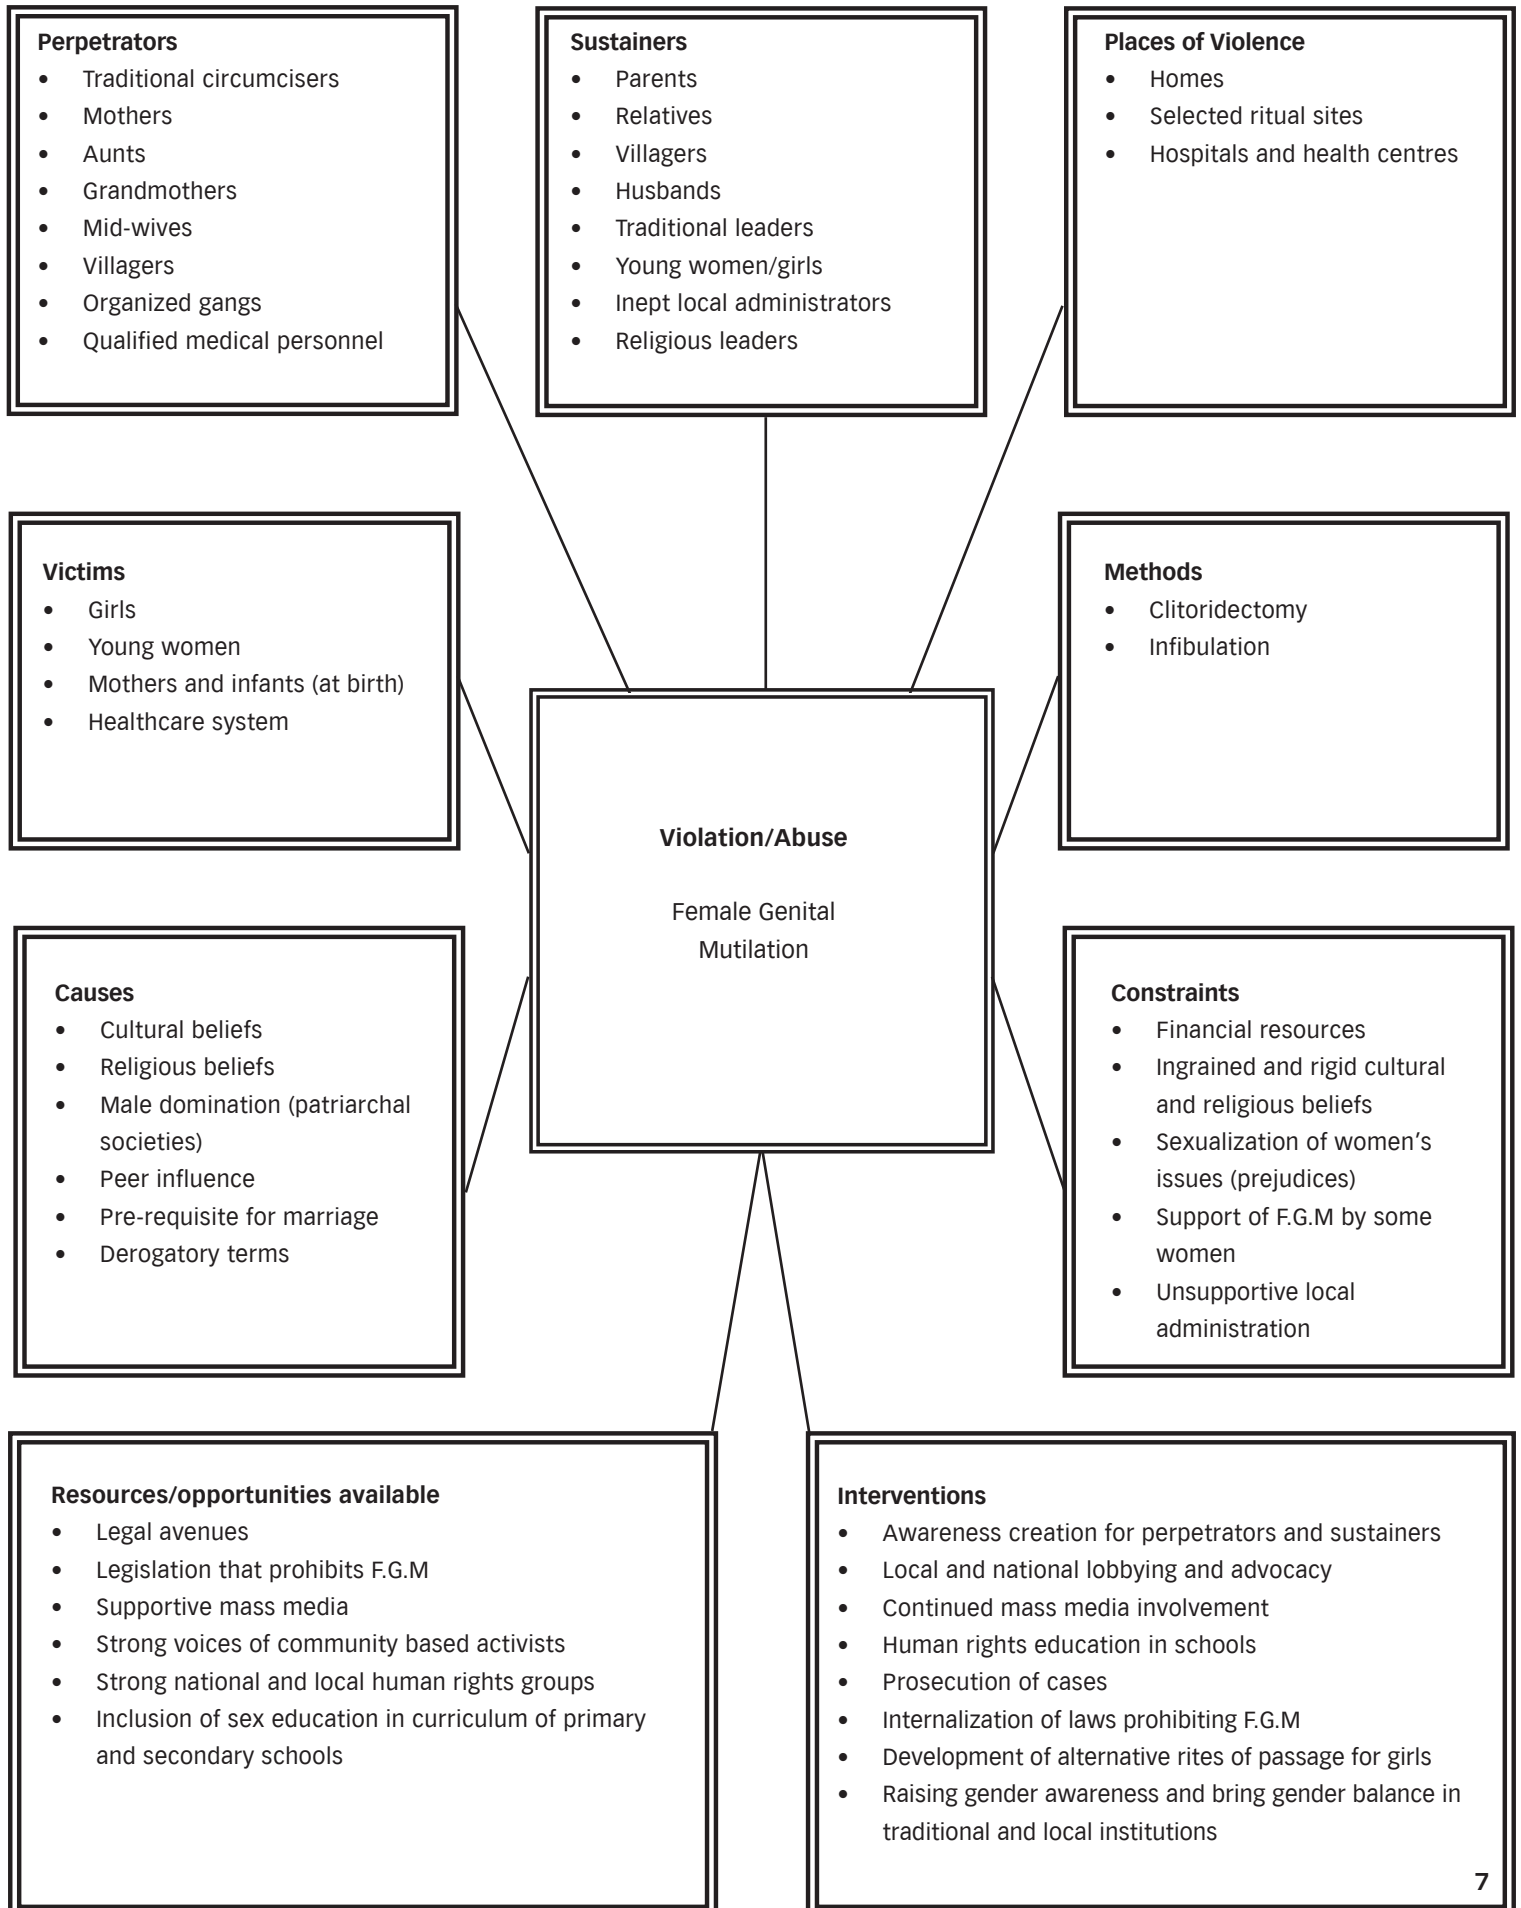 Perpetrators
• Traditional circumcisers
• Mothers
• Aunts
• Grandmothers
• Mid-wives
• Villagers
• Organized gangs
• Qualified medical personnel
Sustainers
• Parents
• Relatives
• Villagers
• Husbands
• Traditional leaders
• Young women/girls
• Inept local administrators
• Religious leaders
Places of Violence
• Homes
• Selected ritual sites
• Hospitals and health centres
Victims
• Girls
• Young women
• Mothers and infants (at birth)
• Healthcare system
Methods
• Clitoridectomy
• Infibulation
Violation/Abuse
Female Genital
Mutilation
Causes
• Cultural beliefs
• Religious beliefs
• Male domination (patriarchal
societies)
• Peer influence
• Pre-requisite for marriage
• Derogatory terms
Constraints
• Financial resources
• Ingrained and rigid cultural
and religious beliefs
• Sexualization of women's
issues (prejudices)
• Support of F.G.M by some
women
• Unsupportive local
administration
Resources/opportunities available
• Legal avenues
• Legislation that prohibits F.G.M
• Supportive mass media
• Strong voices of community based activists
• Strong national and local human rights groups
• Inclusion of sex education in curriculum of primary
and secondary schools
Interventions
• Awareness creation for perpetrators and sustainers
• Local and national lobbying and advocacy
• Continued mass media involvement
• Human rights education in schools
• Prosecution of cases
• Internalization of laws prohibiting F.G.M
• Development of alternative rites of passage for girls
• Raising gender awareness and bring gender balance in
traditional and local institutions
7